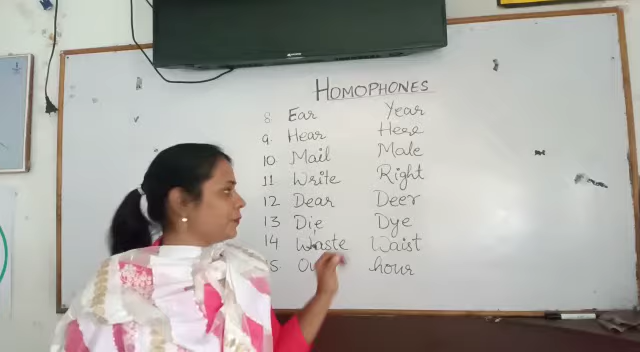 HOMOPHONES
8 Ear Year
9. Hear Here
10 Mail Male
11 Write Right
12 Dear Deer
13 Die Dye
14 Waste Waist
15. hour